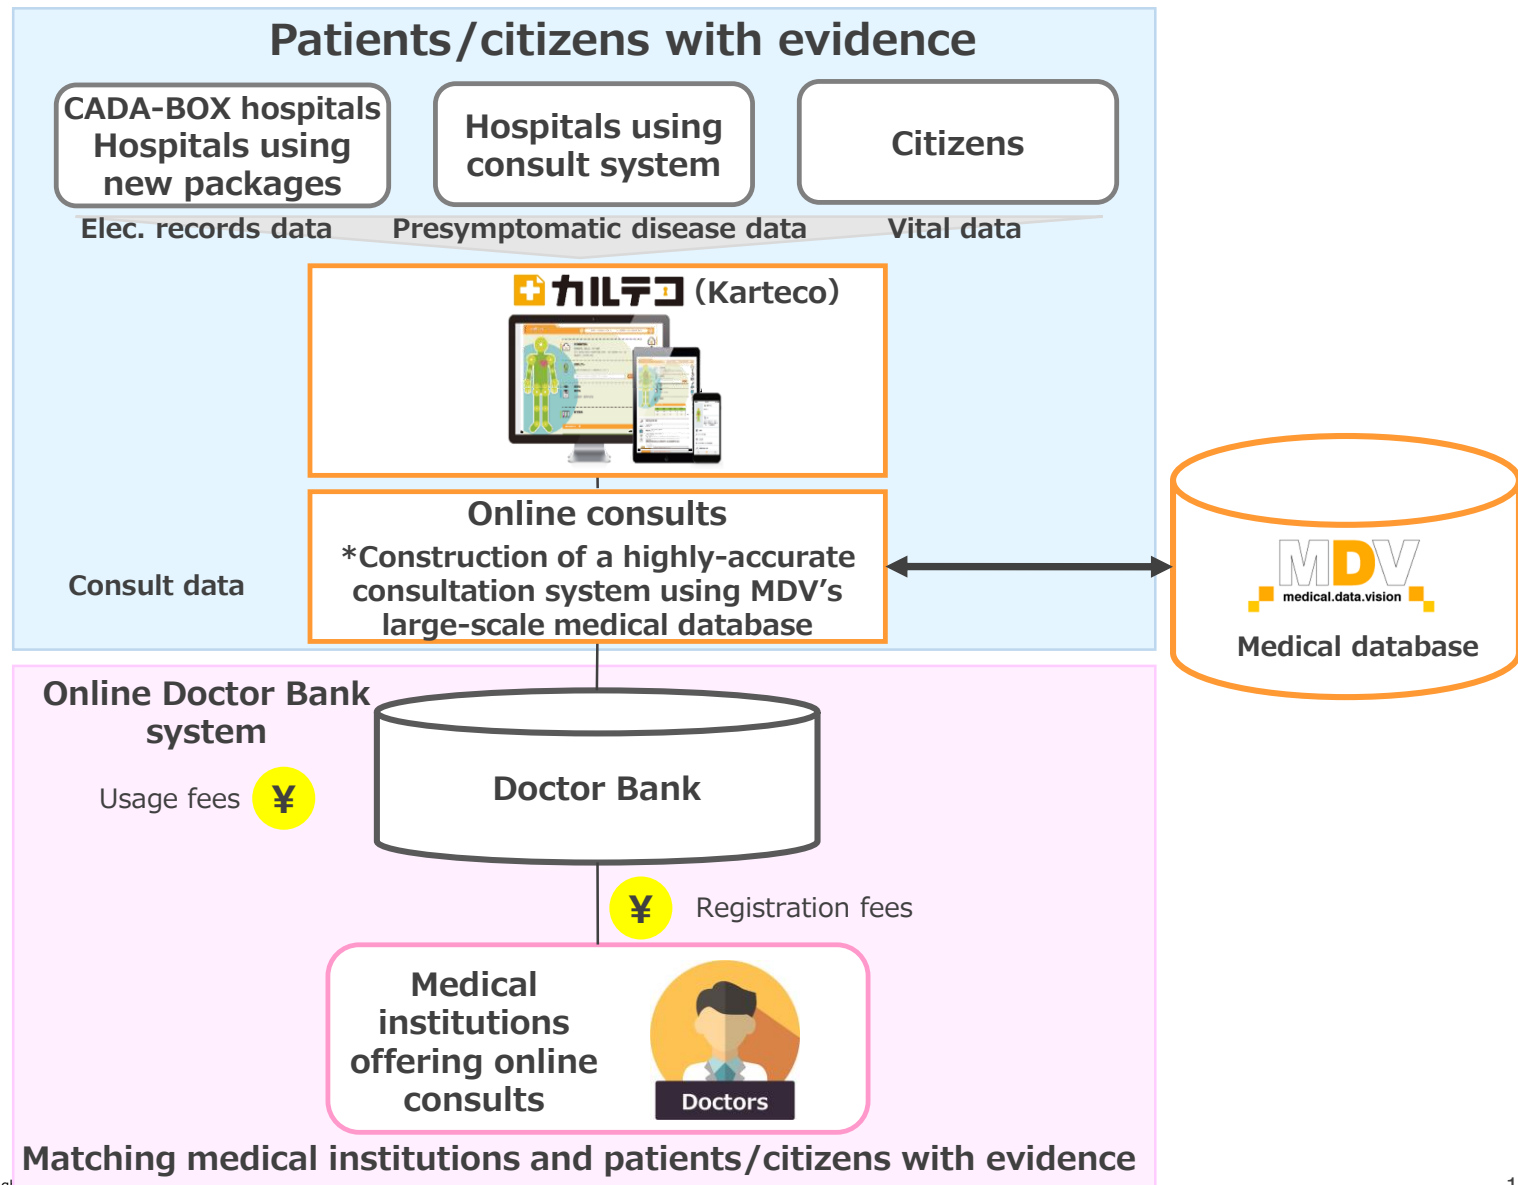 Patients/citizens with evidence
CADA-BOX hospitals
Hospitals using
new packages
Hospitals using
consult system
Citizens
Elec. records data
Presymptomatic disease data
Vital data
カルテコ（Karteco）
Online consults
*Construction of a highly-accurate
consultation system using MDV’s
large-scale medical database
Consult data
MDV
medical.data.vision
Medical database
Online Doctor Bank
system
Usage fees ¥
Doctor Bank
¥ Registration fees
Medical
institutions
offering online
consults
Doctors
Matching medical institutions and patients/citizens with evidence